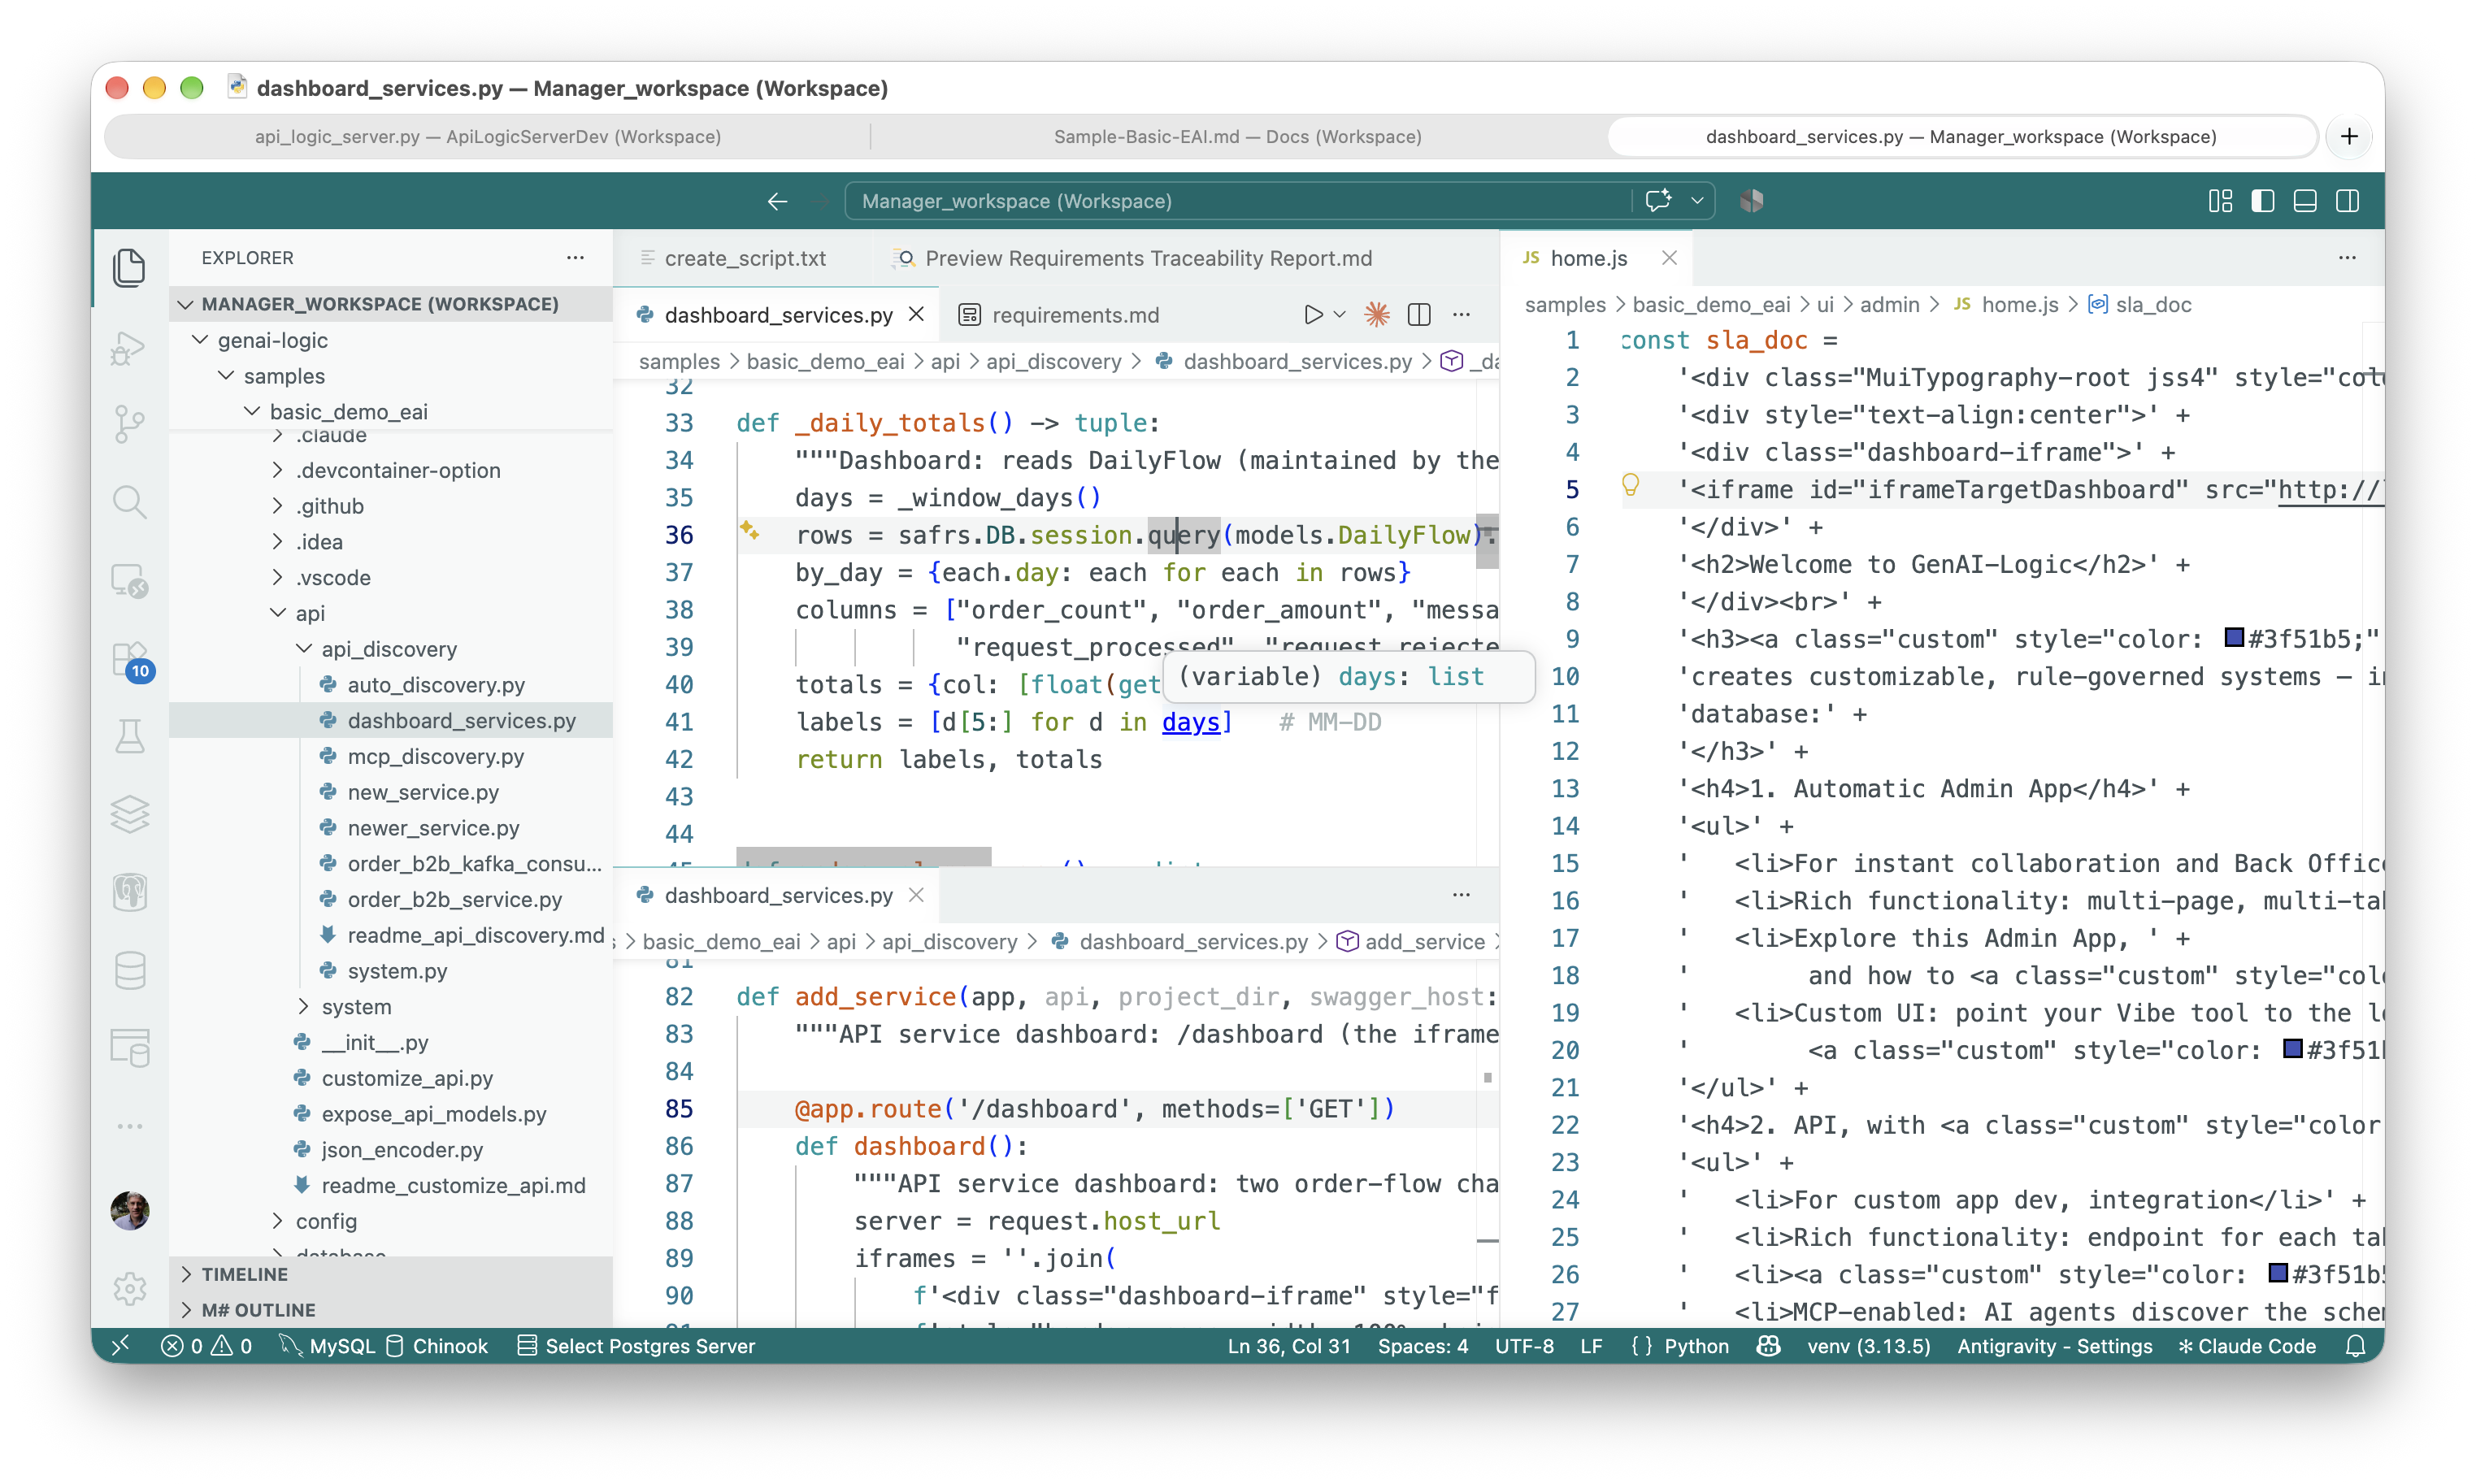 dashboard_services.py — Manager_workspace (Workspace)
api_logic_server.py — ApiLogicServerDev (Workspace)
Sample-Basic-EAI.md — Docs (Workspace)
dashboard_services.py — Manager_workspace (Workspace)
+
Manager_workspace (Workspace)
EXPLORER
MANAGER_WORKSPACE (WORKSPACE)
genai-logic
samples
basic_demo_eai
.claude
.devcontainer-option
.github
.idea
.vscode
api
api_discovery
auto_discovery.py
dashboard_services.py
mcp_discovery.py
new_service.py
newer_service.py
order_b2b_kafka_consu...
order_b2b_service.py
readme_api_discovery.md
system.py
system
__init__.py
customize_api.py
expose_api_models.py
json_encoder.py
readme_customize_api.md
config
database
TIMELINE
M# OUTLINE
10
create_script.txt
Preview Requirements Traceability Report.md
dashboard_services.py
requirements.md
samples > basic_demo_eai > api > api_discovery > dashboard_services.py > _da
32
33 def _daily_totals() -> tuple:
34 """Dashboard: reads DailyFlow (maintained by the
35 days = _window_days()
36 rows = safrs.DB.session.query(models.DailyFlow).
37 by_day = {each.day: each for each in rows}
38 columns = ["order_count", "order_amount", "messa
39 "request_processed", "request_rejecte
(variable) days: list
40 totals = {col: [float(get
41 labels = [d[5:] for d in days] # MM-DD
42 return labels, totals
43
44
45
dashboard_services.py
basic_demo_eai > api > api_discovery > dashboard_services.py > add_service
81
82 def add_service(app, api, project_dir, swagger_host:
83 """API service dashboard: /dashboard (the iframe
84
85 @app.route('/dashboard', methods=['GET'])
86 def dashboard():
87 """API service dashboard: two order-flow cha
88 server = request.host_url
89 iframes = ''.join(
90 f'<div class="dashboard-iframe" style="f
JS home.js
samples > basic_demo_eai > ui > admin > JS home.js > sla_doc
1 const sla_doc =
2 '<div class="MuiTypography-root jss4" style="col
3 '<div style="text-align:center">' +
4 '<div class="dashboard-iframe">' +
5 '<iframe id="iframeTargetDashboard" src="http://
6 '</div>' +
7 '<h2>Welcome to GenAI-Logic</h2>' +
8 '</div><br>' +
9 '<h3><a class="custom" style="color: #3f51b5;"
10 'creates customizable, rule-governed systems — i
11 'database:' +
12 '</h3>' +
13 '<h4>1. Automatic Admin App</h4>' +
14 '<ul>' +
15 ' <li>For instant collaboration and Back Offic
16 ' <li>Rich functionality: multi-page, multi-ta
17 ' <li>Explore this Admin App, ' +
18 ' and how to <a class="custom" style="col
19 ' <li>Custom UI: point your Vibe tool to the l
20 ' <a class="custom" style="color: #3f51
21 '</ul>' +
22 '<h4>2. API, with <a class="custom" style="color
23 '<ul>' +
24 ' <li>For custom app dev, integration</li>' +
25 ' <li>Rich functionality: endpoint for each ta
26 ' <li><a class="custom" style="color: #3f51b5
27 ' <li>MCP-enabled: AI agents discover the sche
0 0 MySQL Chinook Select Postgres Server Ln 36, Col 31 Spaces: 4 UTF-8 LF { } Python venv (3.13.5) Antigravity - Settings Claude Code